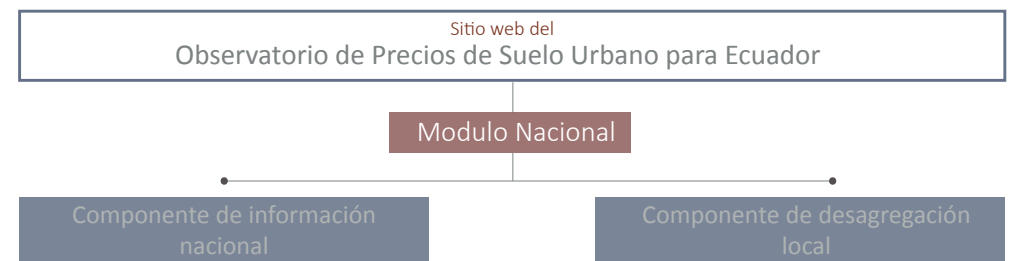 Sitio web del
Observatorio de Precios de Suelo Urbano para Ecuador
Modulo Nacional
Componente de información
nacional
Componente de desagregación
local